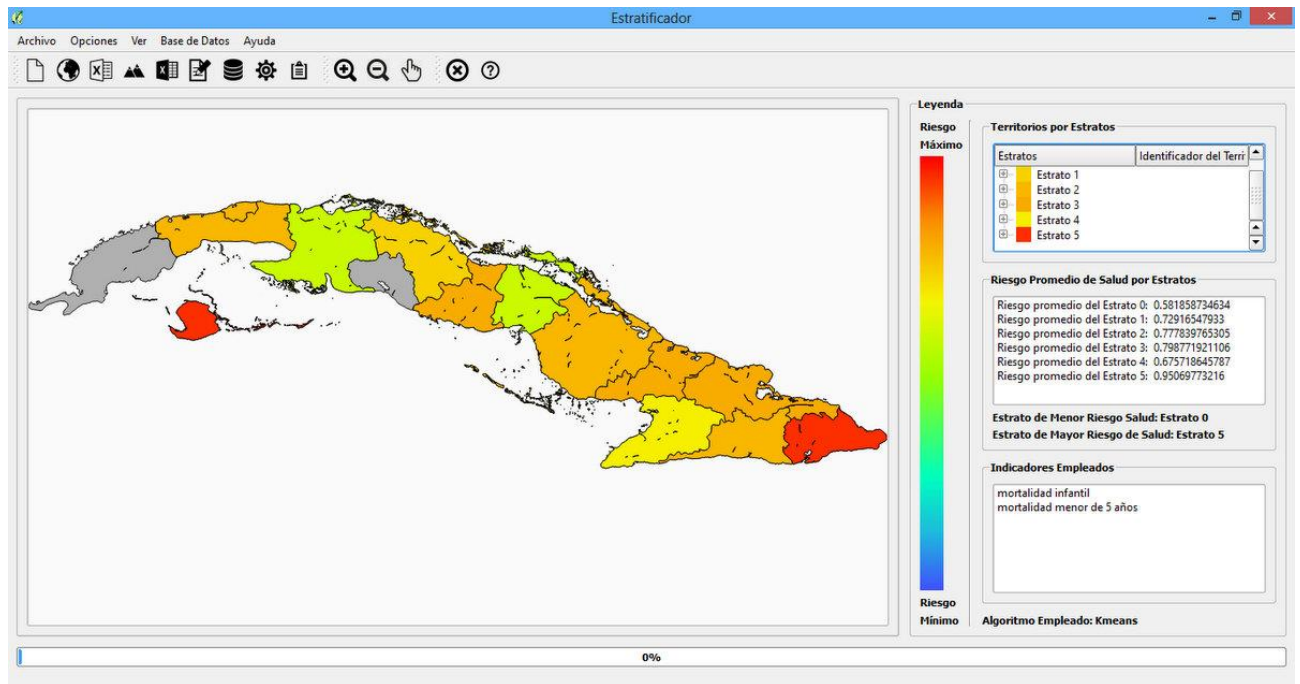 Estratificador
Archivo Opciones Ver Base de Datos Ayuda
Leyenda
Riesgo
Máximo
Territorios por Estratos
Estratos Identificador del Terri
Estrato 1
Estrato 2
Estrato 3
Estrato 4
Estrato 5
Riesgo Promedio de Salud por Estratos
Riesgo promedio del Estrato 0: 0.581858734634
Riesgo promedio del Estrato 1: 0.72916547933
Riesgo promedio del Estrato 2: 0.777839765305
Riesgo promedio del Estrato 3: 0.798771921106
Riesgo promedio del Estrato 4: 0.675718645787
Riesgo promedio del Estrato 5: 0.95069773216
Estrato de Menor Riesgo Salud: Estrato 0
Estrato de Mayor Riesgo de Salud: Estrato 5
Indicadores Empleados
mortalidad infantil
mortalidad menor de 5 años
Riesgo
Mínimo
Algoritmo Empleado: Kmeans
0%